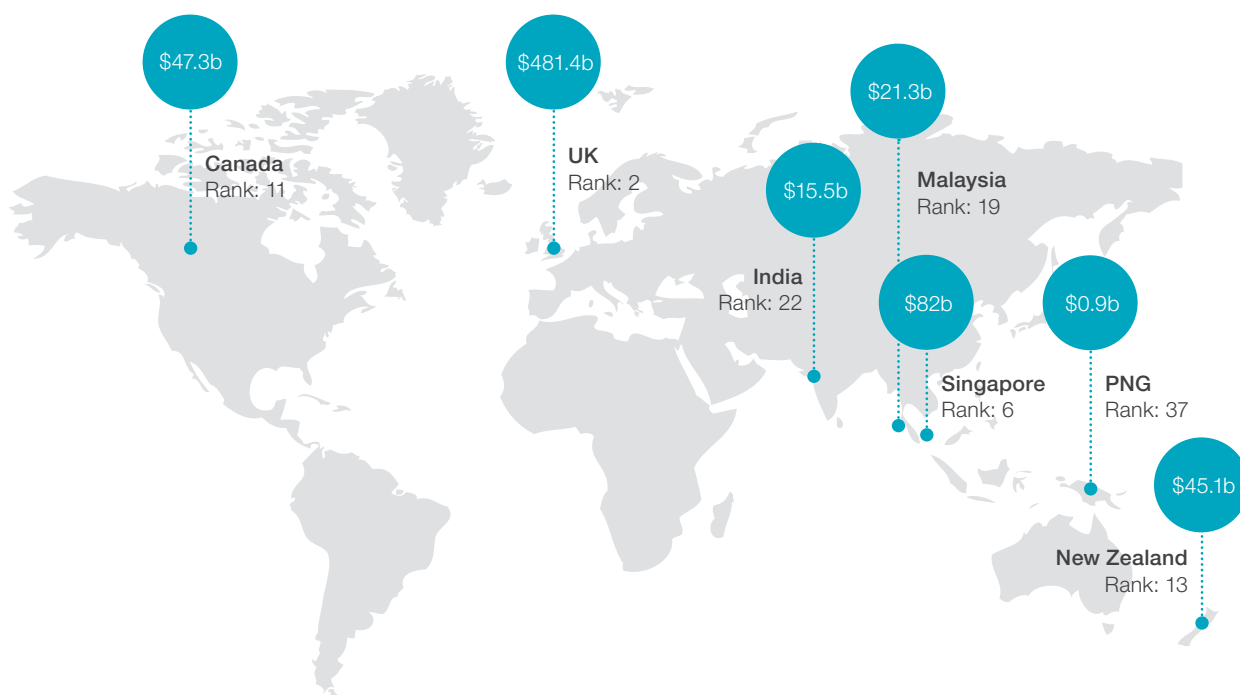 $47.3b
Canada
Rank: 11
$481.4b
UK
Rank: 2
$21.3b
Malaysia
Rank: 19
$15.5b
India
Rank: 22
$82b
Singapore
Rank: 6
$0.9b
PNG
Rank: 37
$45.1b
New Zealand
Rank: 13